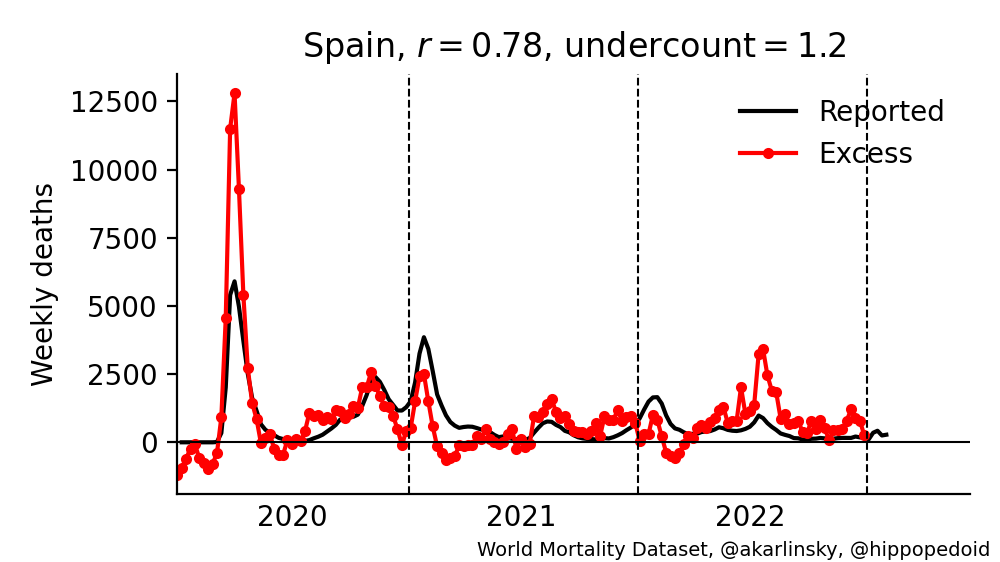 Spain, r = 0.78, undercount = 1.2
12500
10000
7500
5000
2500
0
Weekly deaths
Reported
Excess
2020 2021 2022
World Mortality Dataset, @akarlinsky, @hippopedoid